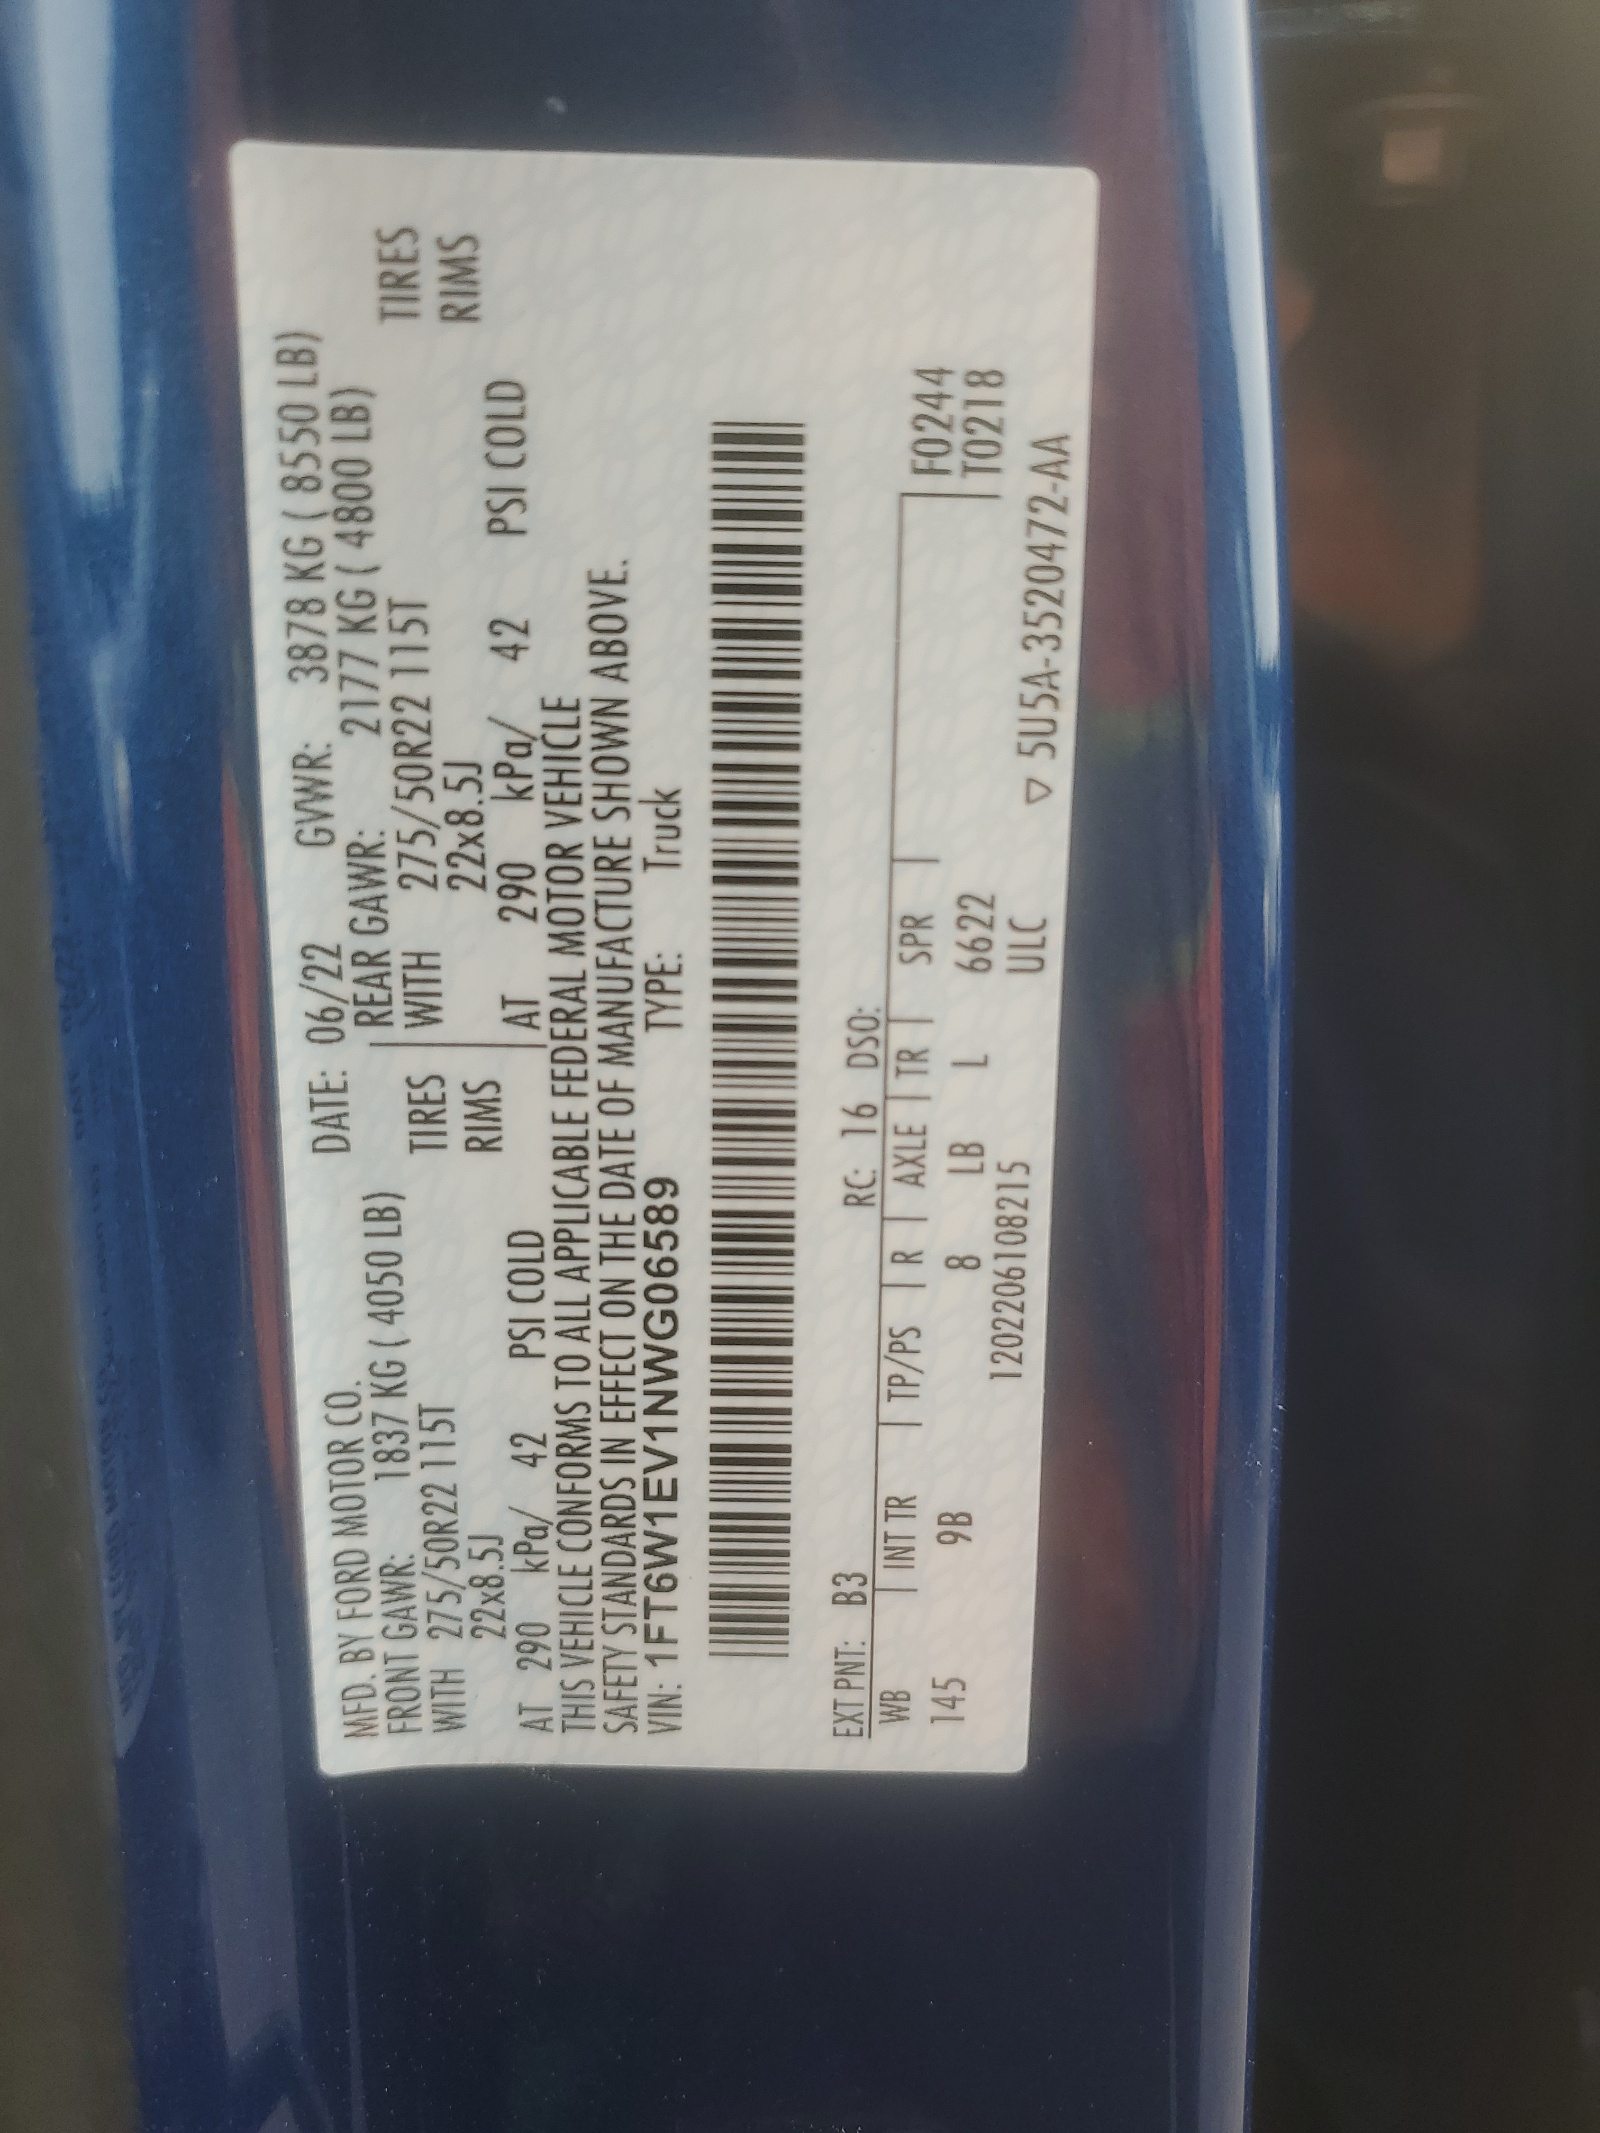 MFD. BY FORD MOTOR CO. DATE: 06/22 GVWR: 3878 KG ( 8550 LB)
FRONT GAWR: 1837 KG ( 4050 LB) REAR GAWR: 2177 KG ( 4800 LB)
WITH 275/50R22 115T TIRES WITH 275/50R22 115T TIRES
22x8.5J RIMS 22x8.5J RIMS
AT 290 kPa/ 42 PSI COLD AT 290 kPa/ 42 PSI COLD
THIS VEHICLE CONFORMS TO ALL APPLICABLE FEDERAL MOTOR VEHICLE
SAFETY STANDARDS IN EFFECT ON THE DATE OF MANUFACTURE SHOWN ABOVE.
VIN: 1FT6W1EV1NWG06589 TYPE: Truck
EXT PNT: B3 RC: 16 DSO:
WB | INT TR | TP/PS | R | AXLE | TR | SPR | F0244
145 9B 8 LB L 6622 T0218
1202206108215 ULC ▽ 5U5A-3520472-AA